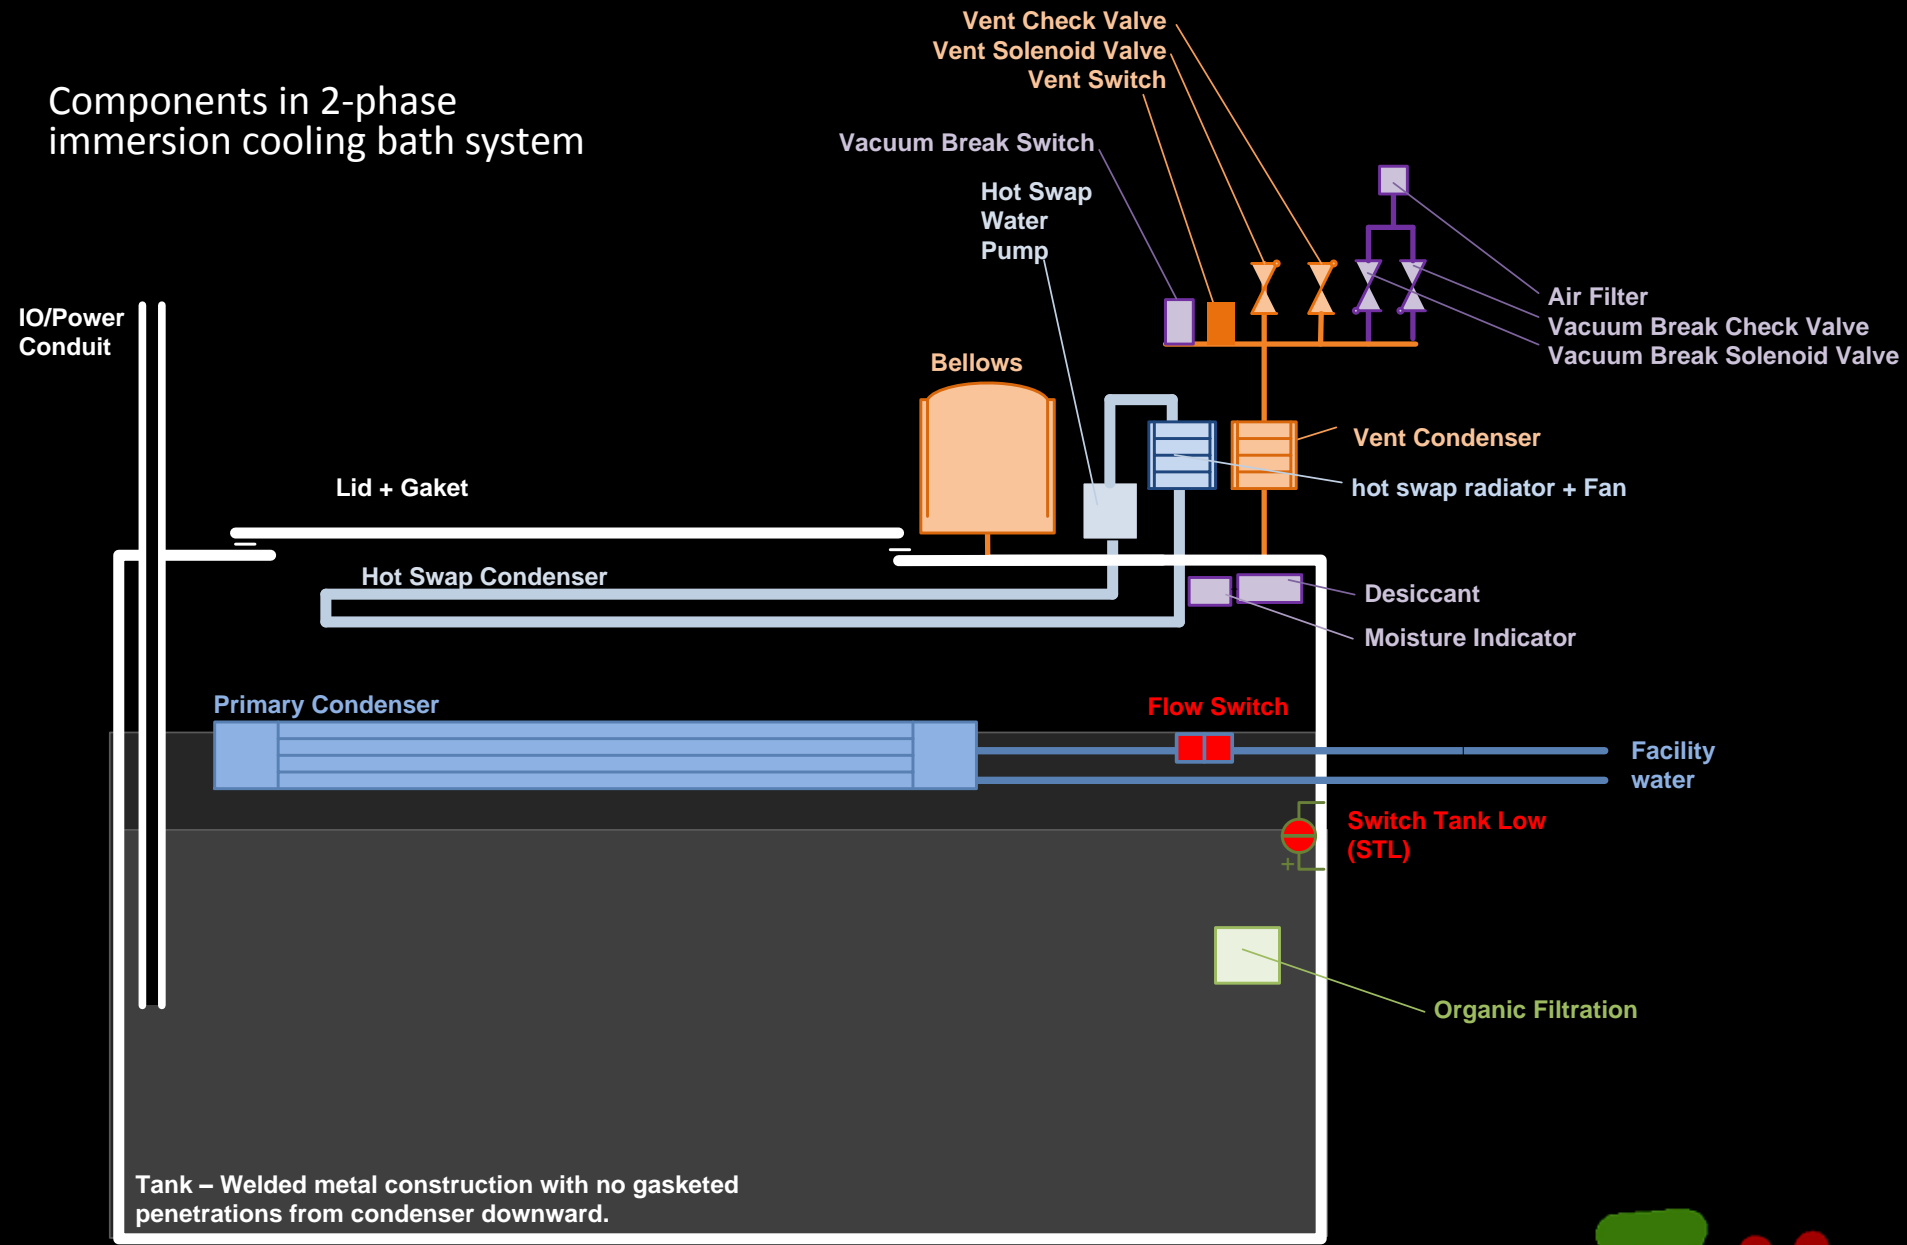 Components in 2-phase
immersion cooling bath system
Vent Check Valve
Vent Solenoid Valve
Vent Switch
Vacuum Break Switch
Hot Swap
Water
Pump
IO/Power
Conduit
Air Filter
Vacuum Break Check Valve
Vacuum Break Solenoid Valve
Bellows
Vent Condenser
Lid + Gaket
hot swap radiator + Fan
Hot Swap Condenser
Desiccant
Moisture Indicator
Primary Condenser
Flow Switch
Facility
water
Switch Tank Low
(STL)
+
Organic Filtration
Tank – Welded metal construction with no gasketed
penetrations from condenser downward.